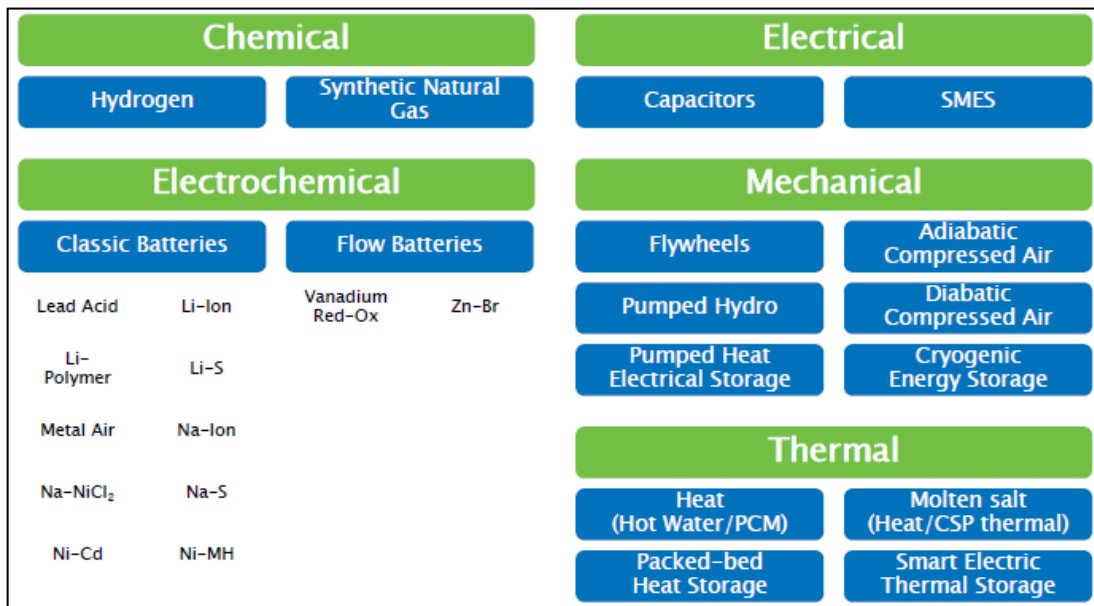 Chemical
Hydrogen
Synthetic Natural
Gas
Electrochemical
Classic Batteries
Flow Batteries
Lead Acid
Li-Ion
Vanadium
Red-Ox
Zn-Br
Li-
Polymer
Li-S
Metal Air
Na-Ion
Na-NiCl₂
Na-S
Ni-Cd
Ni-MH
Electrical
Capacitors
SMES
Mechanical
Flywheels
Adiabatic
Compressed Air
Pumped Hydro
Diabatic
Compressed Air
Pumped Heat
Electrical Storage
Cryogenic
Energy Storage
Thermal
Heat
(Hot Water/PCM)
Molten salt
(Heat/CSP thermal)
Packed-bed
Heat Storage
Smart Electric
Thermal Storage